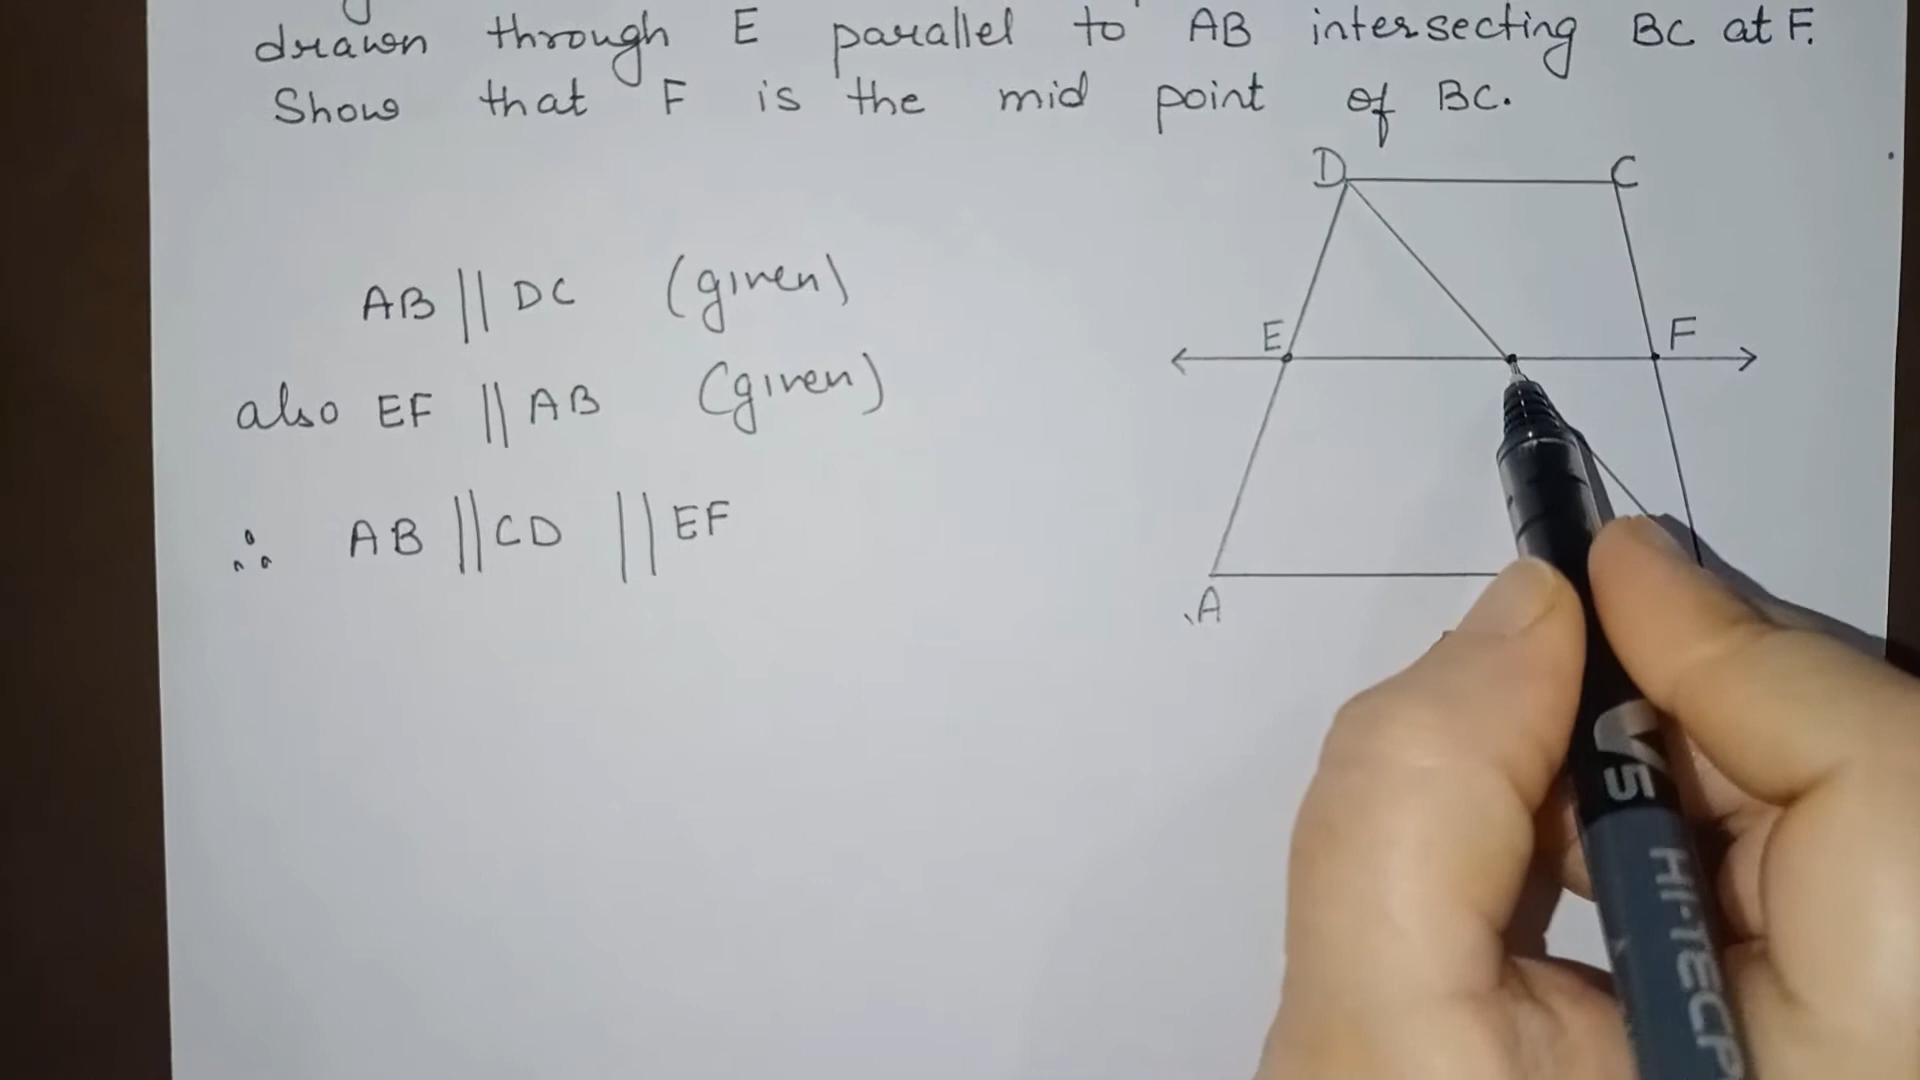 drawn through E parallel to AB intersecting BC at F.
Show that F is the mid point of BC.
D C
AB || DC (given)
E F
also EF || AB (given)
∴ AB || CD || EF
A
V5
HI-TECP